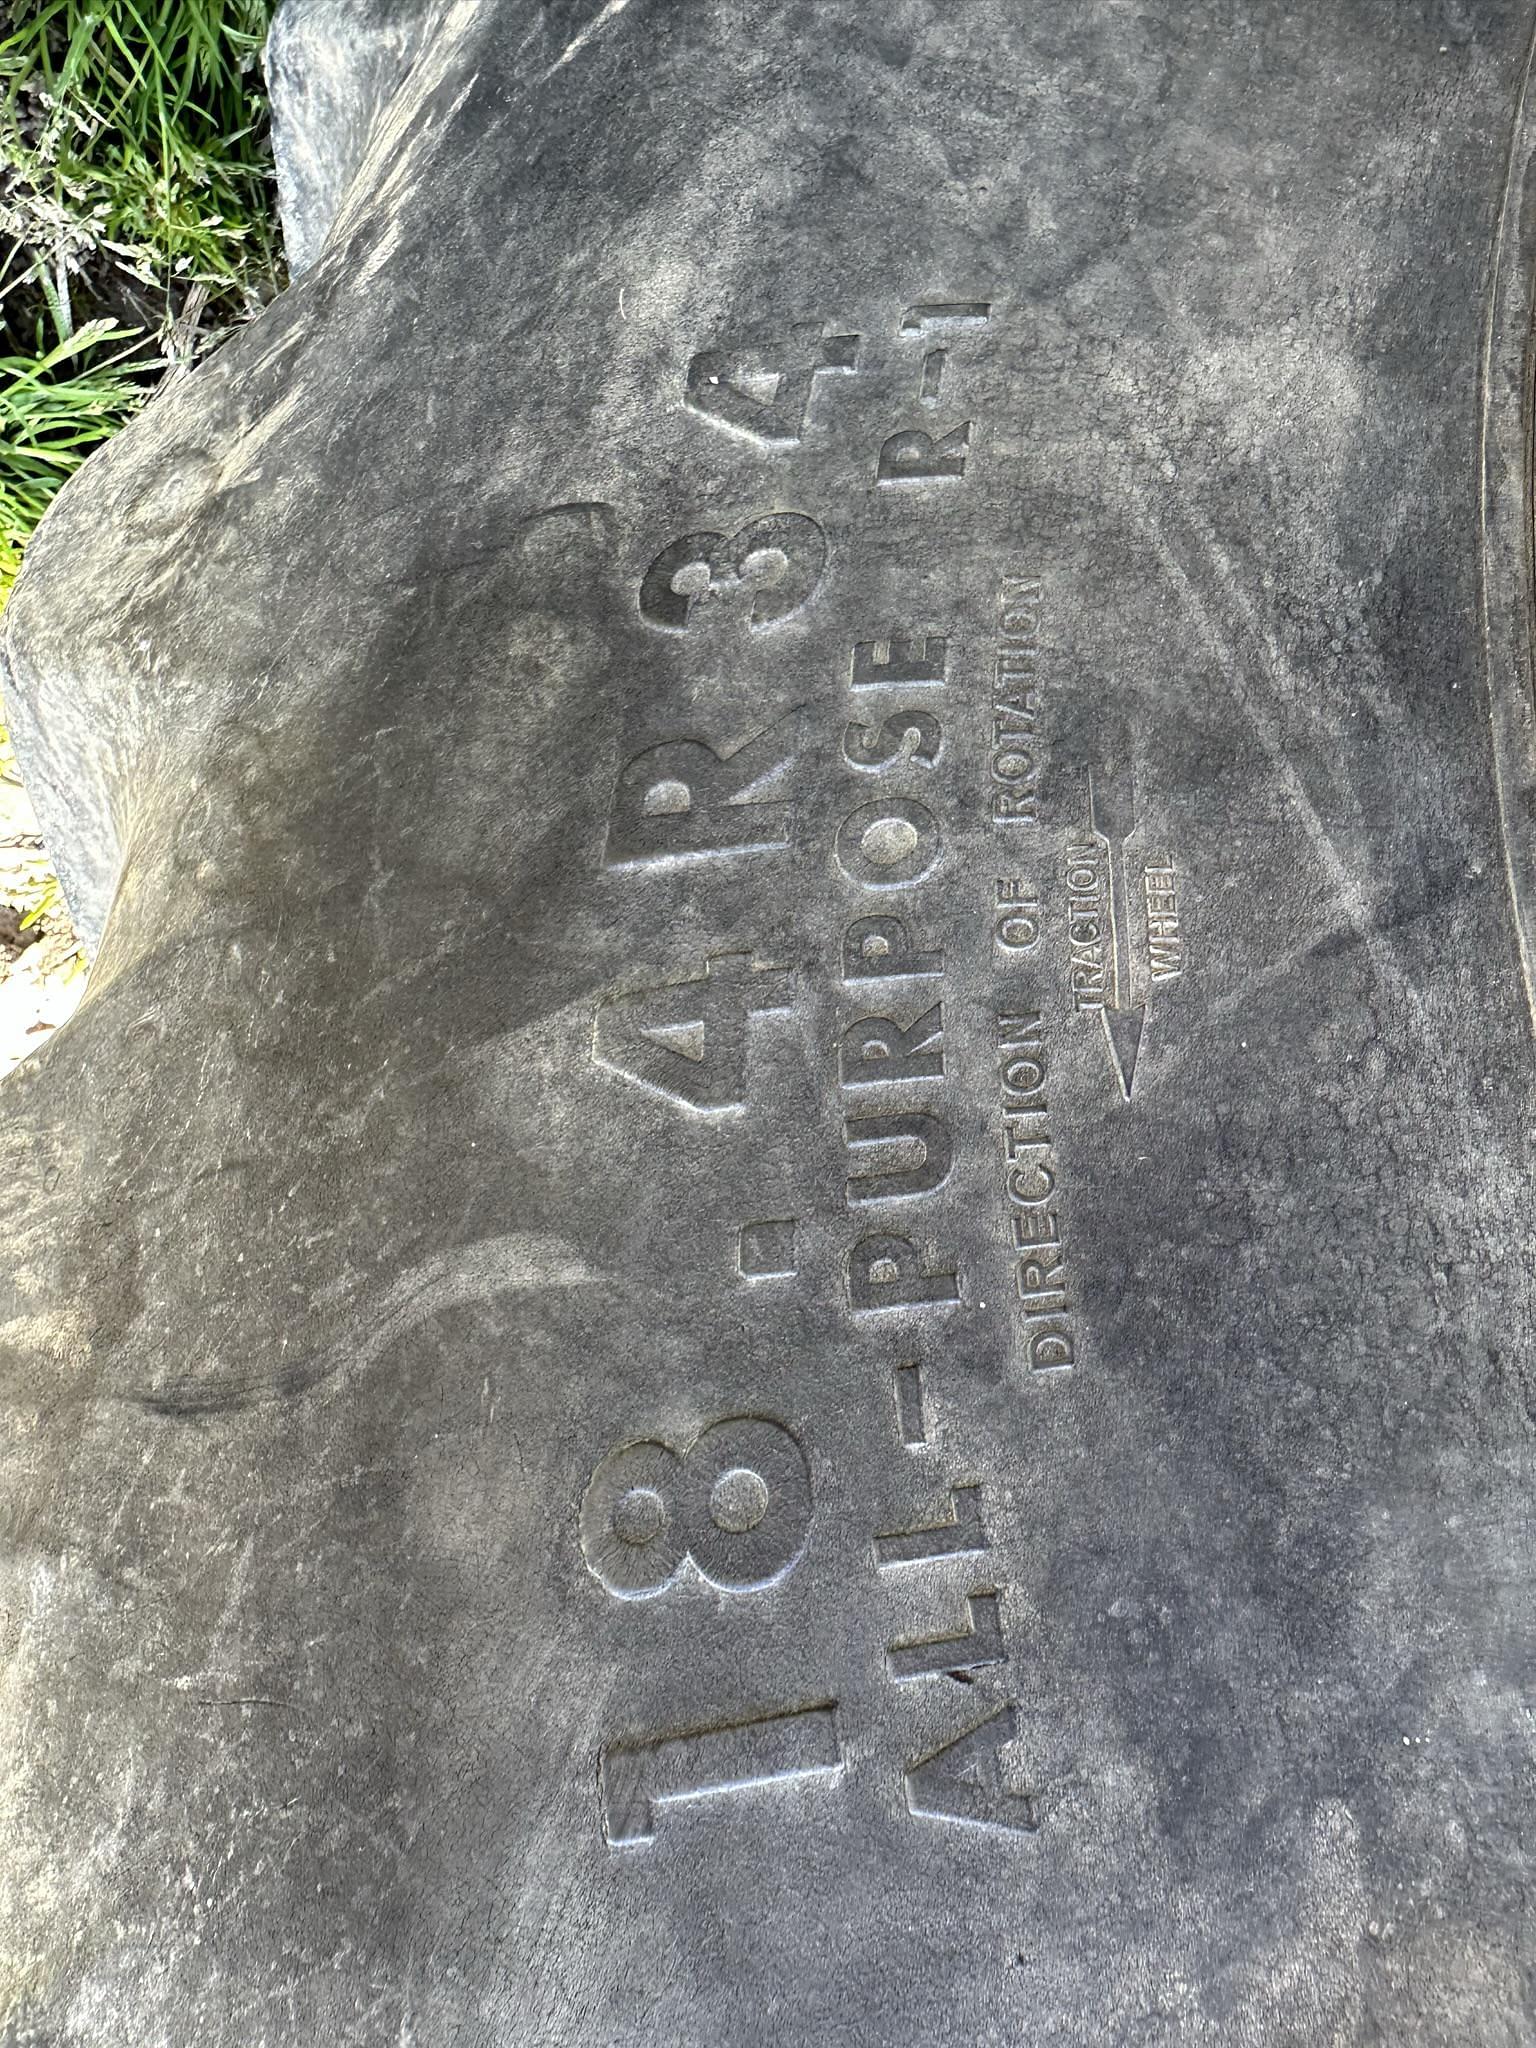 18.4R34
ALL-PURPOSE R-1
DIRECTION OF ROTATION
TRACTION
WHEEL